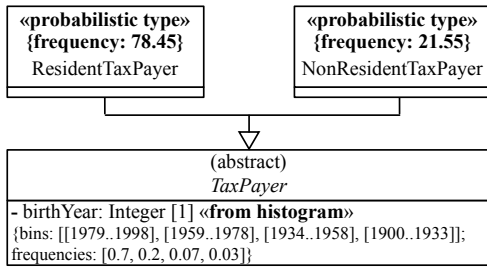 «probabilistic type»
{frequency: 78.45}
ResidentTaxPayer
«probabilistic type»
{frequency: 21.55}
NonResidentTaxPayer
(abstract)
TaxPayer
- birthYear: Integer [1] «from histogram»
{bins: [[1979..1998], [1959..1978], [1934..1958], [1900..1933]];
frequencies: [0.7, 0.2, 0.07, 0.03]}